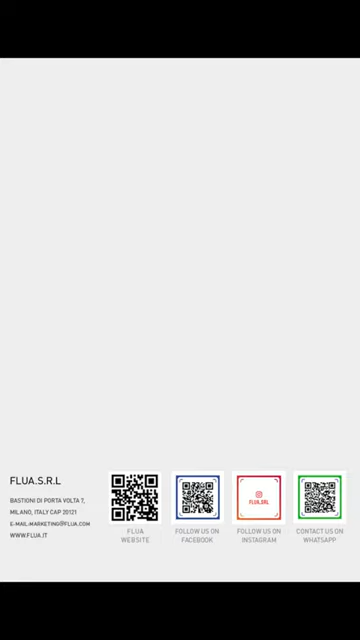 FLUA.S.R.L
BASTIONI DI PORTA VOLTA 7,
MILANO, ITALY CAP 20121
E-MAIL:MARKETING@FLUA.COM
WWW.FLUA.IT
FLUA
WEBSITE
FOLLOW US ON
FACEBOOK
FLUA.SRL
FOLLOW US ON
INSTAGRAM
CONTACT US ON
WHATSAPP